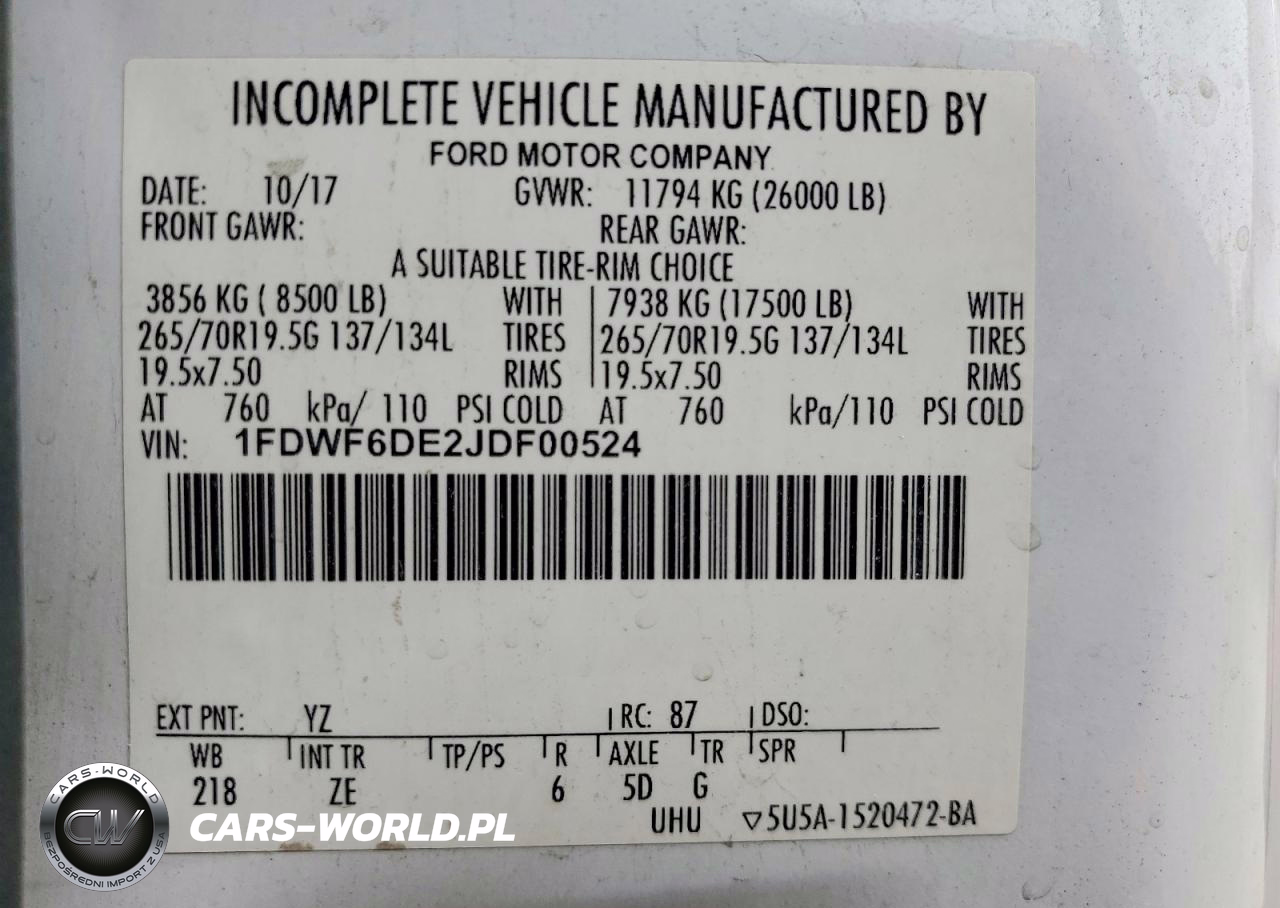 INCOMPLETE VEHICLE MANUFACTURED BY
FORD MOTOR COMPANY
DATE: 10/17 GVWR: 11794 KG (26000 LB)
FRONT GAWR: REAR GAWR:
A SUITABLE TIRE-RIM CHOICE
3856 KG ( 8500 LB) WITH 7938 KG (17500 LB) WITH
265/70R19.5G 137/134L TIRES 265/70R19.5G 137/134L TIRES
19.5x7.50 RIMS 19.5x7.50 RIMS
AT 760 kPa/ 110 PSI COLD AT 760 kPa/110 PSI COLD
VIN: 1FDWF6DE2JDF00524
EXT PNT: YZ RC: 87 DSO:
WB INT TR TP/PS R AXLE TR SPR
218 ZE 6 5D G
UHU ▽5U5A-1520472-BA
CARS-WORLD
CW
BEZPOŚREDNI IMPORT Z USA
CARS-WORLD.PL